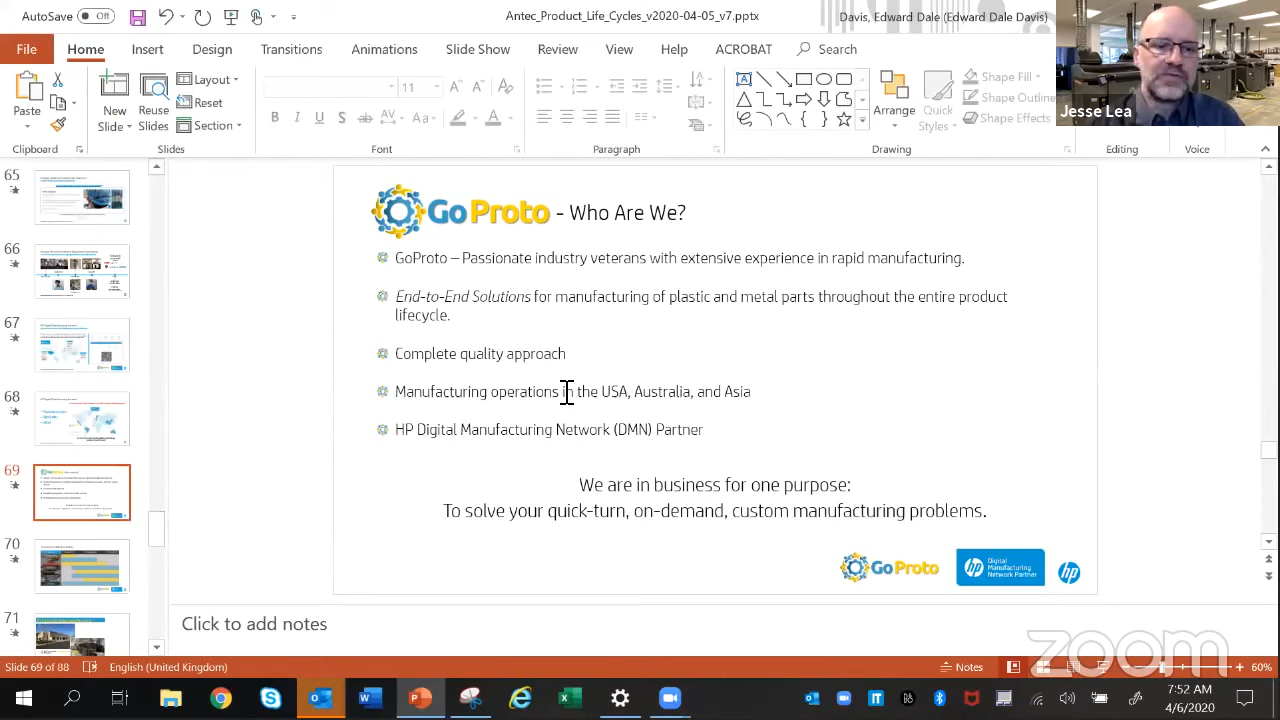 AutoSave Off
Antec_Product_Life_Cycles_v2020-04-05_v7.pptx
Davis, Edward Dale (Edward Dale Davis)
File Home Insert Design Transitions Animations Slide Show Review View Help ACROBAT Search
Paste
New Slide
Reuse Slides
Layout
Reset
Section
11
Arrange
Quick Styles
Shape Fill
Shape Outline
Shape Effects
Jesse Lea
Clipboard Slides Font Paragraph Drawing Editing Voice
65
66
67
68
69
70
71
Go Proto - Who Are We?
GoProto – Passionate industry veterans with extensive experience in rapid manufacturing.
End-to-End Solutions for manufacturing of plastic and metal parts throughout the entire product
lifecycle.
Complete quality approach
Manufacturing operations in the USA, Australia, and Asia
HP Digital Manufacturing Network (DMN) Partner
We are in business for one purpose:
To solve your quick-turn, on-demand, custom manufacturing problems.
Go Proto
hp Digital Manufacturing Network Partner
hp
Click to add notes
zoom
Slide 69 of 88 English (United Kingdom) Notes 60%
7:52 AM
4/6/2020